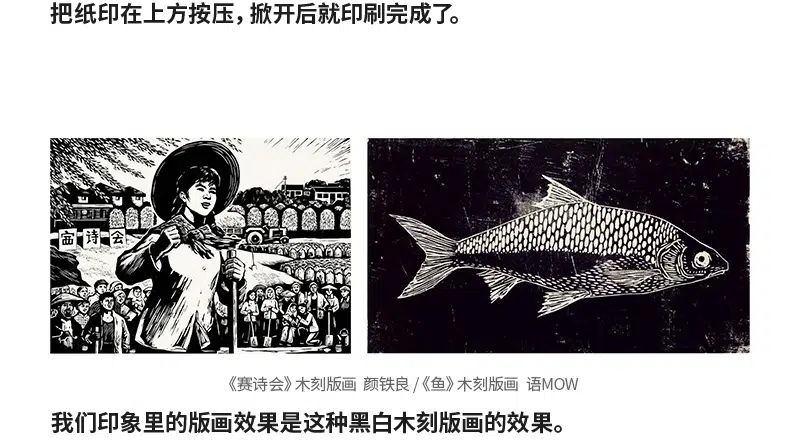 把纸印在上方按压，掀开后就印刷完成了。
赛诗会
《赛诗会》木刻版画 颜铁良 / 《鱼》木刻版画 语MOW
我们印象里的版画效果是这种黑白木刻版画的效果。